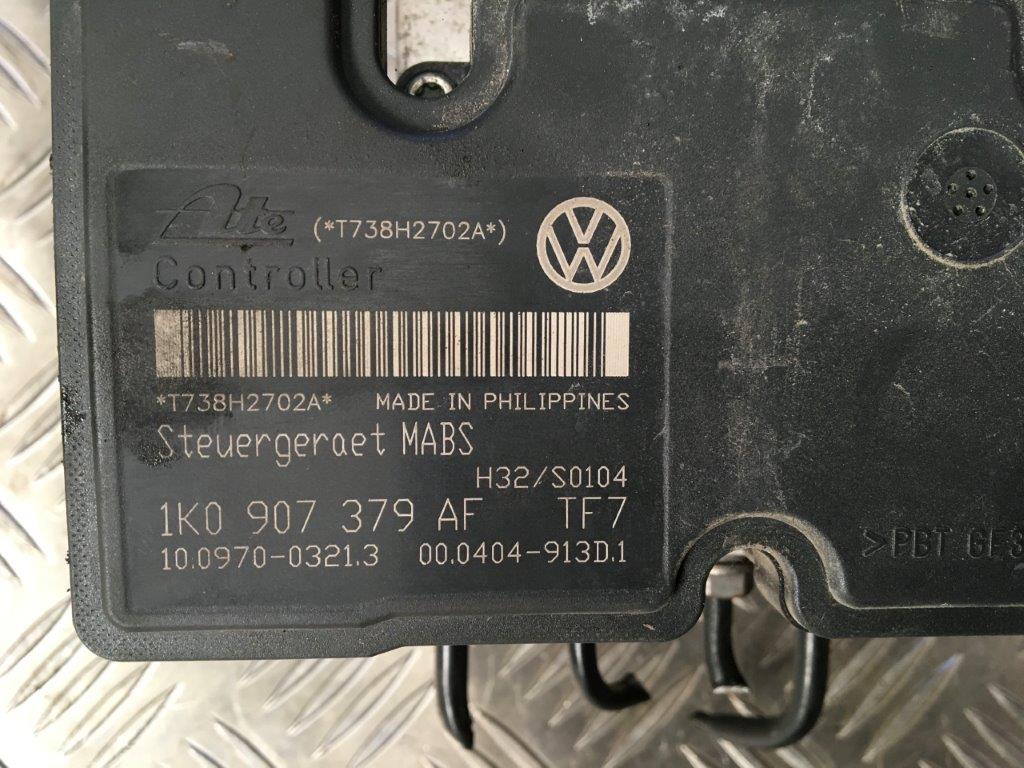 Ate (*T738H2702A*)
Controller
*T738H2702A* MADE IN PHILIPPINES
Steuergeraet MABS
H32/S0104
1K0 907 379 AF TF7
10.0970-0321.3 00.0404-913D.1
>PBT